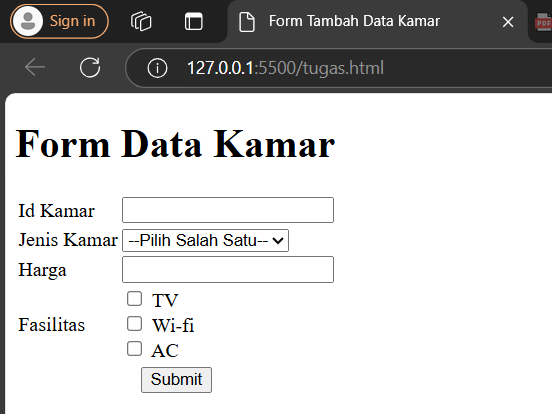 Sign in
Form Tambah Data Kamar
127.0.0.1:5500/tugas.html
Form Data Kamar
Id Kamar
Jenis Kamar --Pilih Salah Satu--
Harga
TV
Fasilitas Wi-fi
AC
Submit